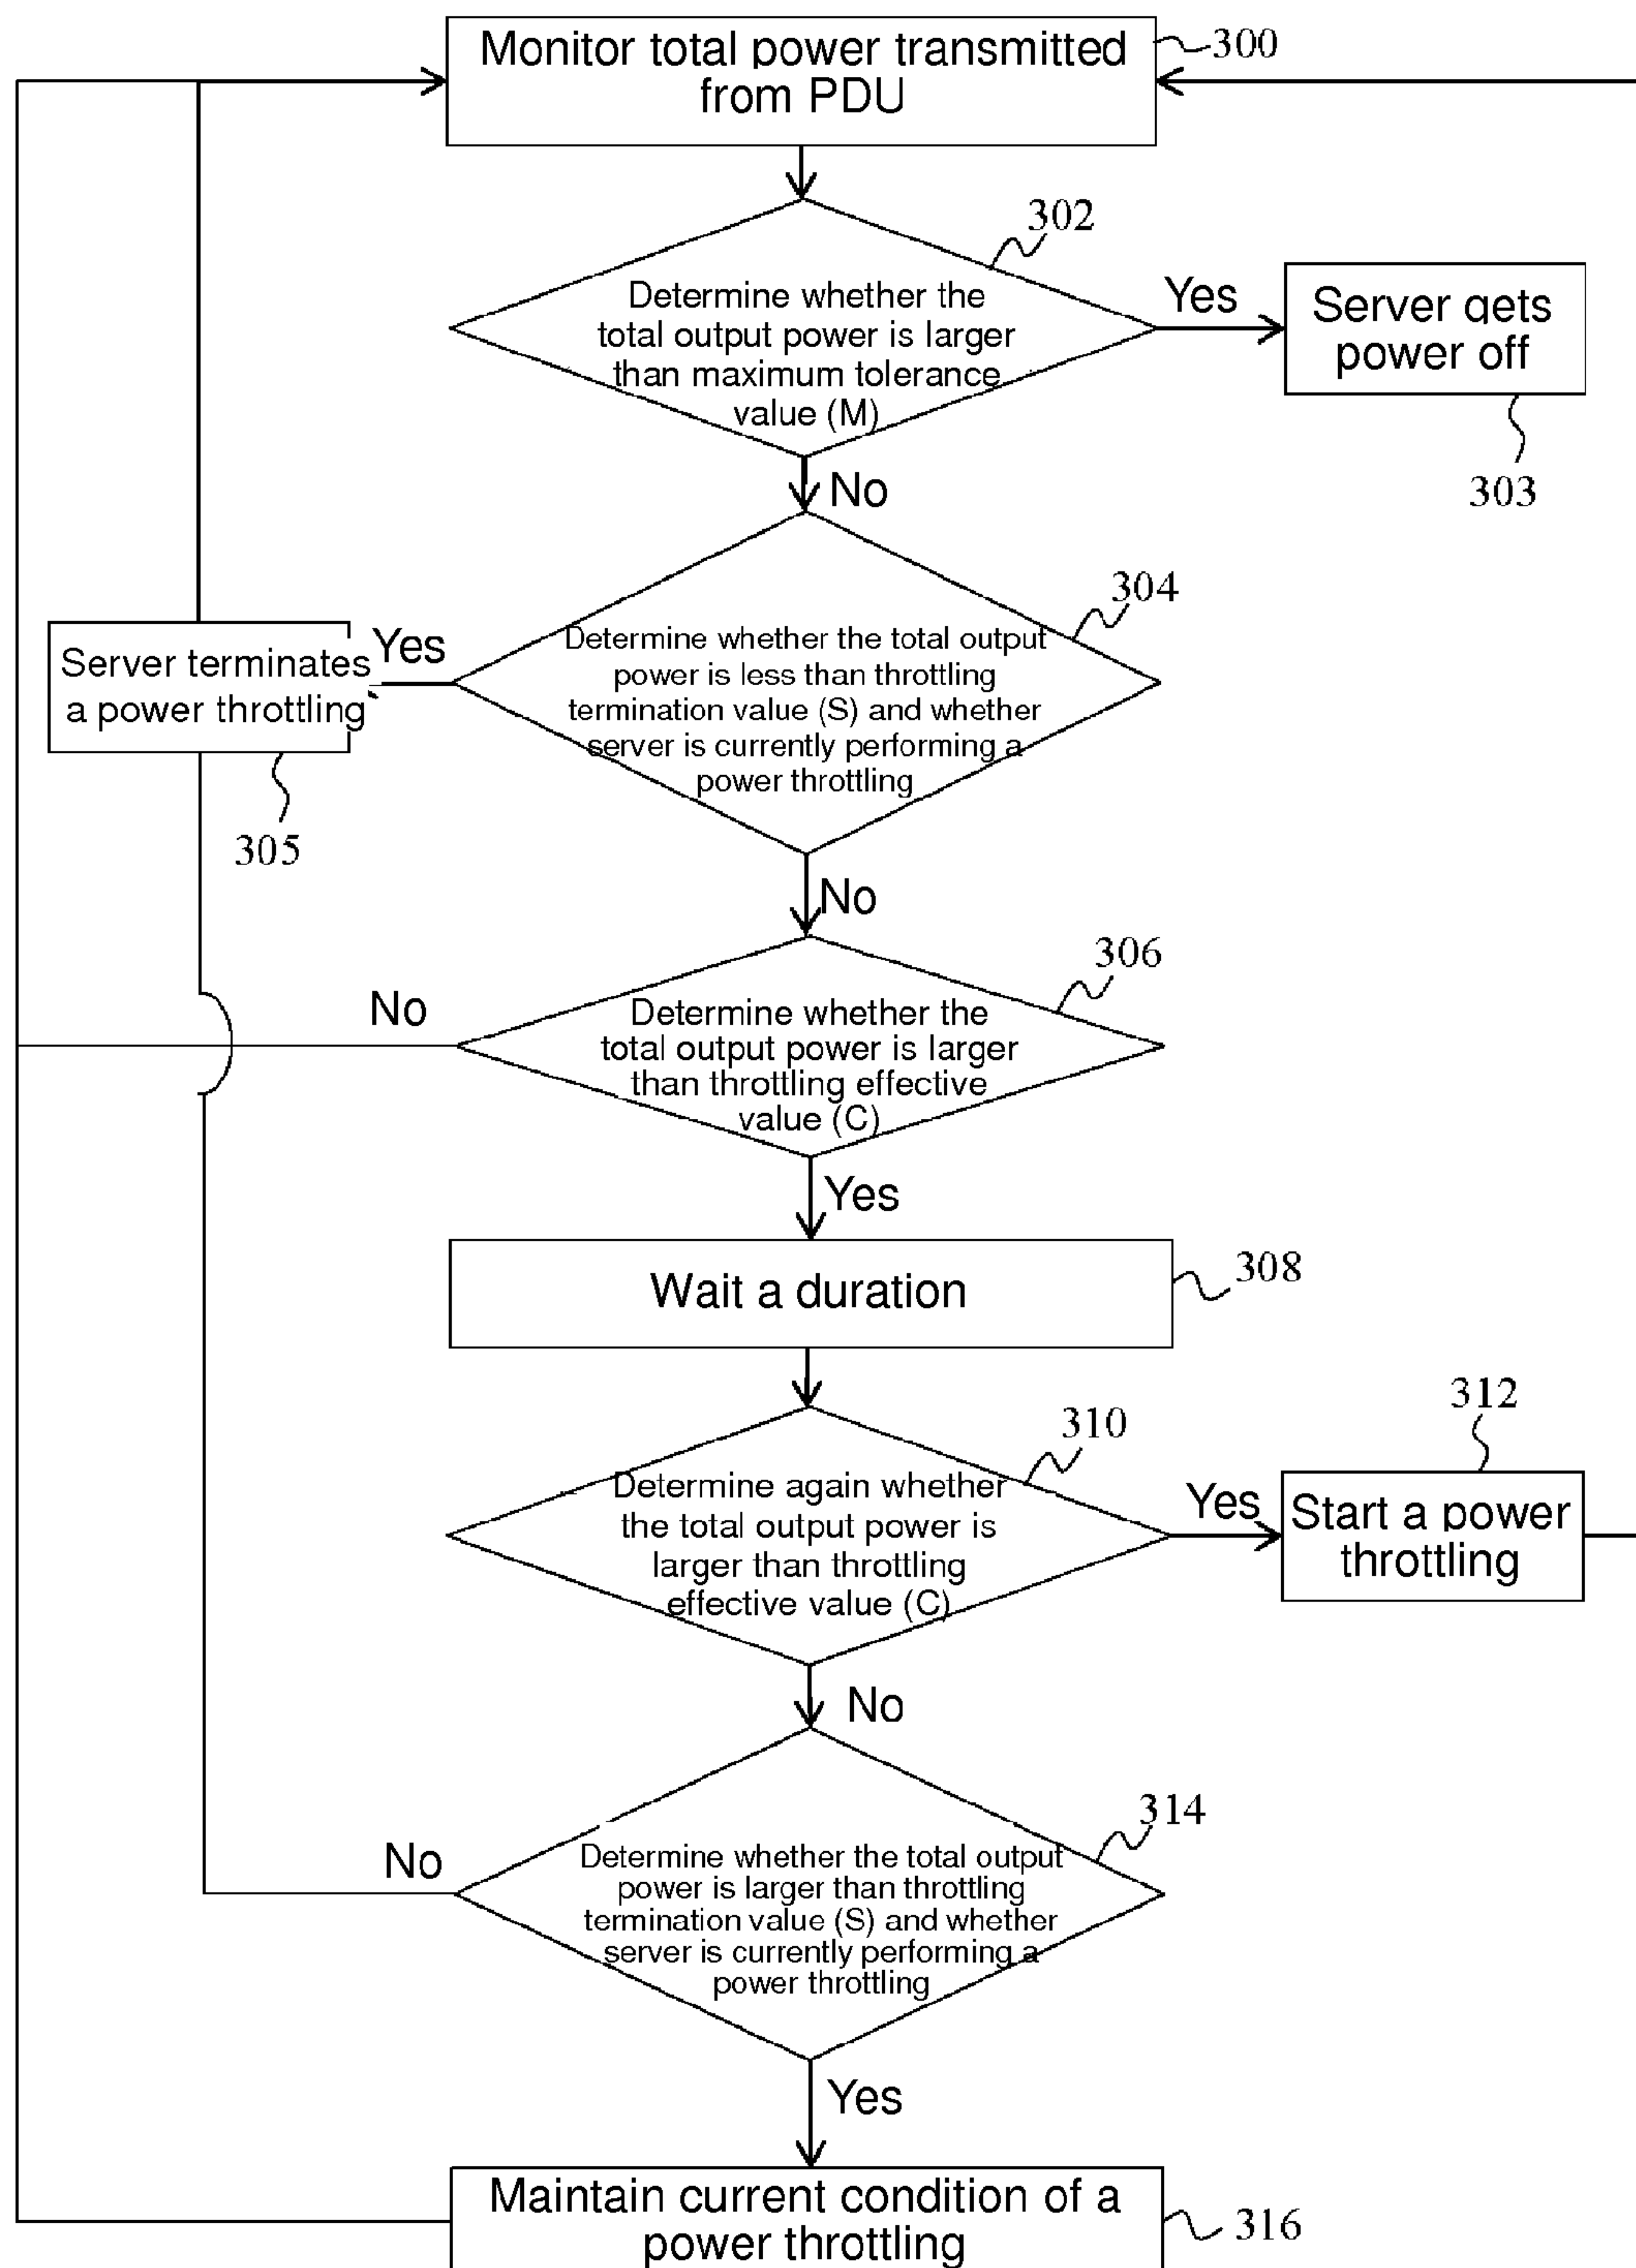 Monitor total power transmitted
from PDU
300
302
Determine whether the
total output power is larger
than maximum tolerance
value (M)
Yes
Server gets
power off
303
No
304
Determine whether the total output
power is less than throttling
termination value (S) and whether
server is currently performing a
power throttling
Yes
Server terminates
a power throttling
305
No
306
Determine whether the
total output power is larger
than throttling effective
value (C)
No
Yes
Wait a duration
308
310
Determine again whether
the total output power is
larger than throttling
effective value (C)
Yes
312
Start a power
throttling
No
314
Determine whether the total output
power is larger than throttling
termination value (S) and whether
server is currently performing a
power throttling
No
Yes
Maintain current condition of a
power throttling
316